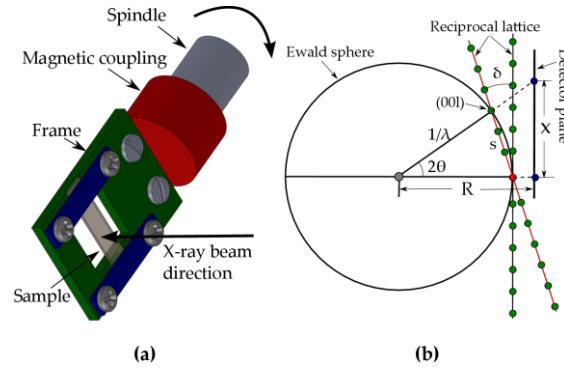 Spindle
Magnetic coupling
Frame
Sample
X-ray beam
direction
(a)
Reciprocal lattice
Ewald sphere
δ
(00l)
1/λ
s
2θ
R
X
Detector plane
(b)